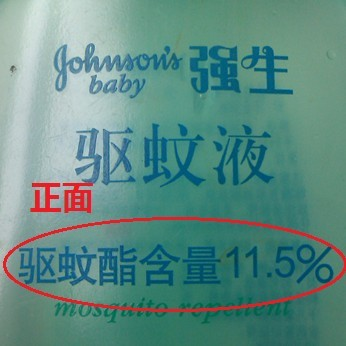 Johnson's baby 强生
驱蚊液
正面
驱蚊酯含量11.5%
mosquito repellent